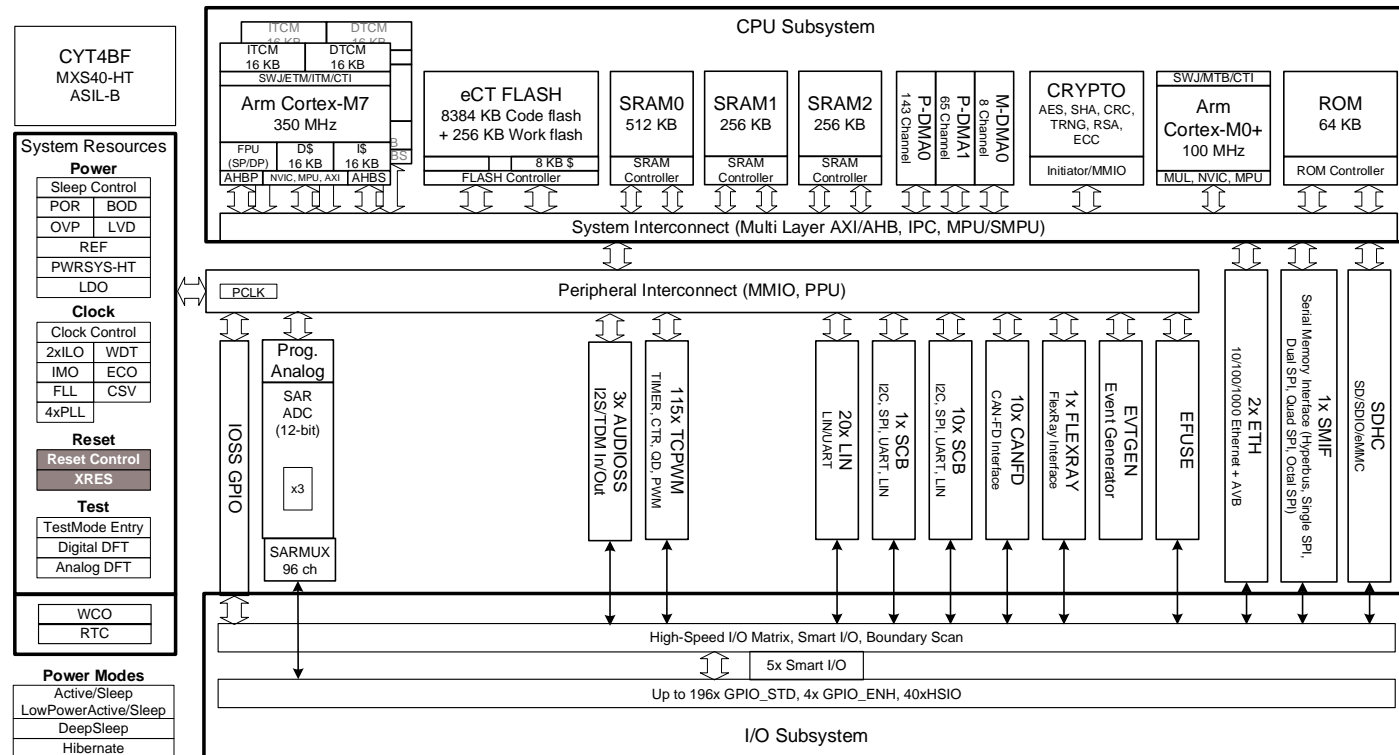 CYT4BF
MXS40-HT
ASIL-B
System Resources
Power
Sleep Control
POR
BOD
OVP
LVD
REF
PWRSYS-HT
LDO
Clock
Clock Control
2xILO
WDT
IMO
ECO
FLL
CSV
4xPLL
Reset
Reset Control
XRES
Test
TestMode Entry
Digital DFT
Analog DFT
WCO
RTC
Power Modes
Active/Sleep
LowPowerActive/Sleep
DeepSleep
Hibernate
CPU Subsystem
ITCM
16 KB
DTCM
16 KB
ITCM
16 KB
DTCM
16 KB
SWJ/ETM/ITM/CTI
Arm Cortex-M7
350 MHz
FPU
(SP/DP)
D$
16 KB
I$
16 KB
AHBP
NVIC, MPU, AXI
AHBS
eCT FLASH
8384 KB Code flash
+ 256 KB Work flash
8 KB $
FLASH Controller
SRAM0
512 KB
SRAM
Controller
SRAM1
256 KB
SRAM
Controller
SRAM2
256 KB
SRAM
Controller
P-DMA0
143 Channel
P-DMA1
65 Channel
M-DMA0
8 Channel
CRYPTO
AES, SHA, CRC,
TRNG, RSA,
ECC
Initiator/MMIO
SWJ/MTB/CTI
Arm
Cortex-M0+
100 MHz
MUL, NVIC, MPU
ROM
64 KB
ROM Controller
System Interconnect (Multi Layer AXI/AHB, IPC, MPU/SMPU)
PCLK
Peripheral Interconnect (MMIO, PPU)
IOSS GPIO
Prog.
Analog
SAR
ADC
(12-bit)
x3
SARMUX
96 ch
3x AUDIOSS
I2S/TDM In/Out
115x TCPWM
TIMER, CTR, QD, PWM
20x LIN
LIN/UART
1x SCB
I2C, SPI, UART, LIN
10x SCB
I2C, SPI, UART, LIN
10x CANFD
CAN-FD Interface
1x FLEXRAY
FlexRay Interface
EVTGEN
Event Generator
EFUSE
2x ETH
10/100/1000 Ethernet + AVB
1x SMIF
Serial Memory Interface (Hyperbus, Single SPI,
Dual SPI, Quad SPI, Octal SPI)
SDHC
SD/SDIO/eMMC
High-Speed I/O Matrix, Smart I/O, Boundary Scan
5x Smart I/O
Up to 196x GPIO_STD, 4x GPIO_ENH, 40xHSIO
I/O Subsystem